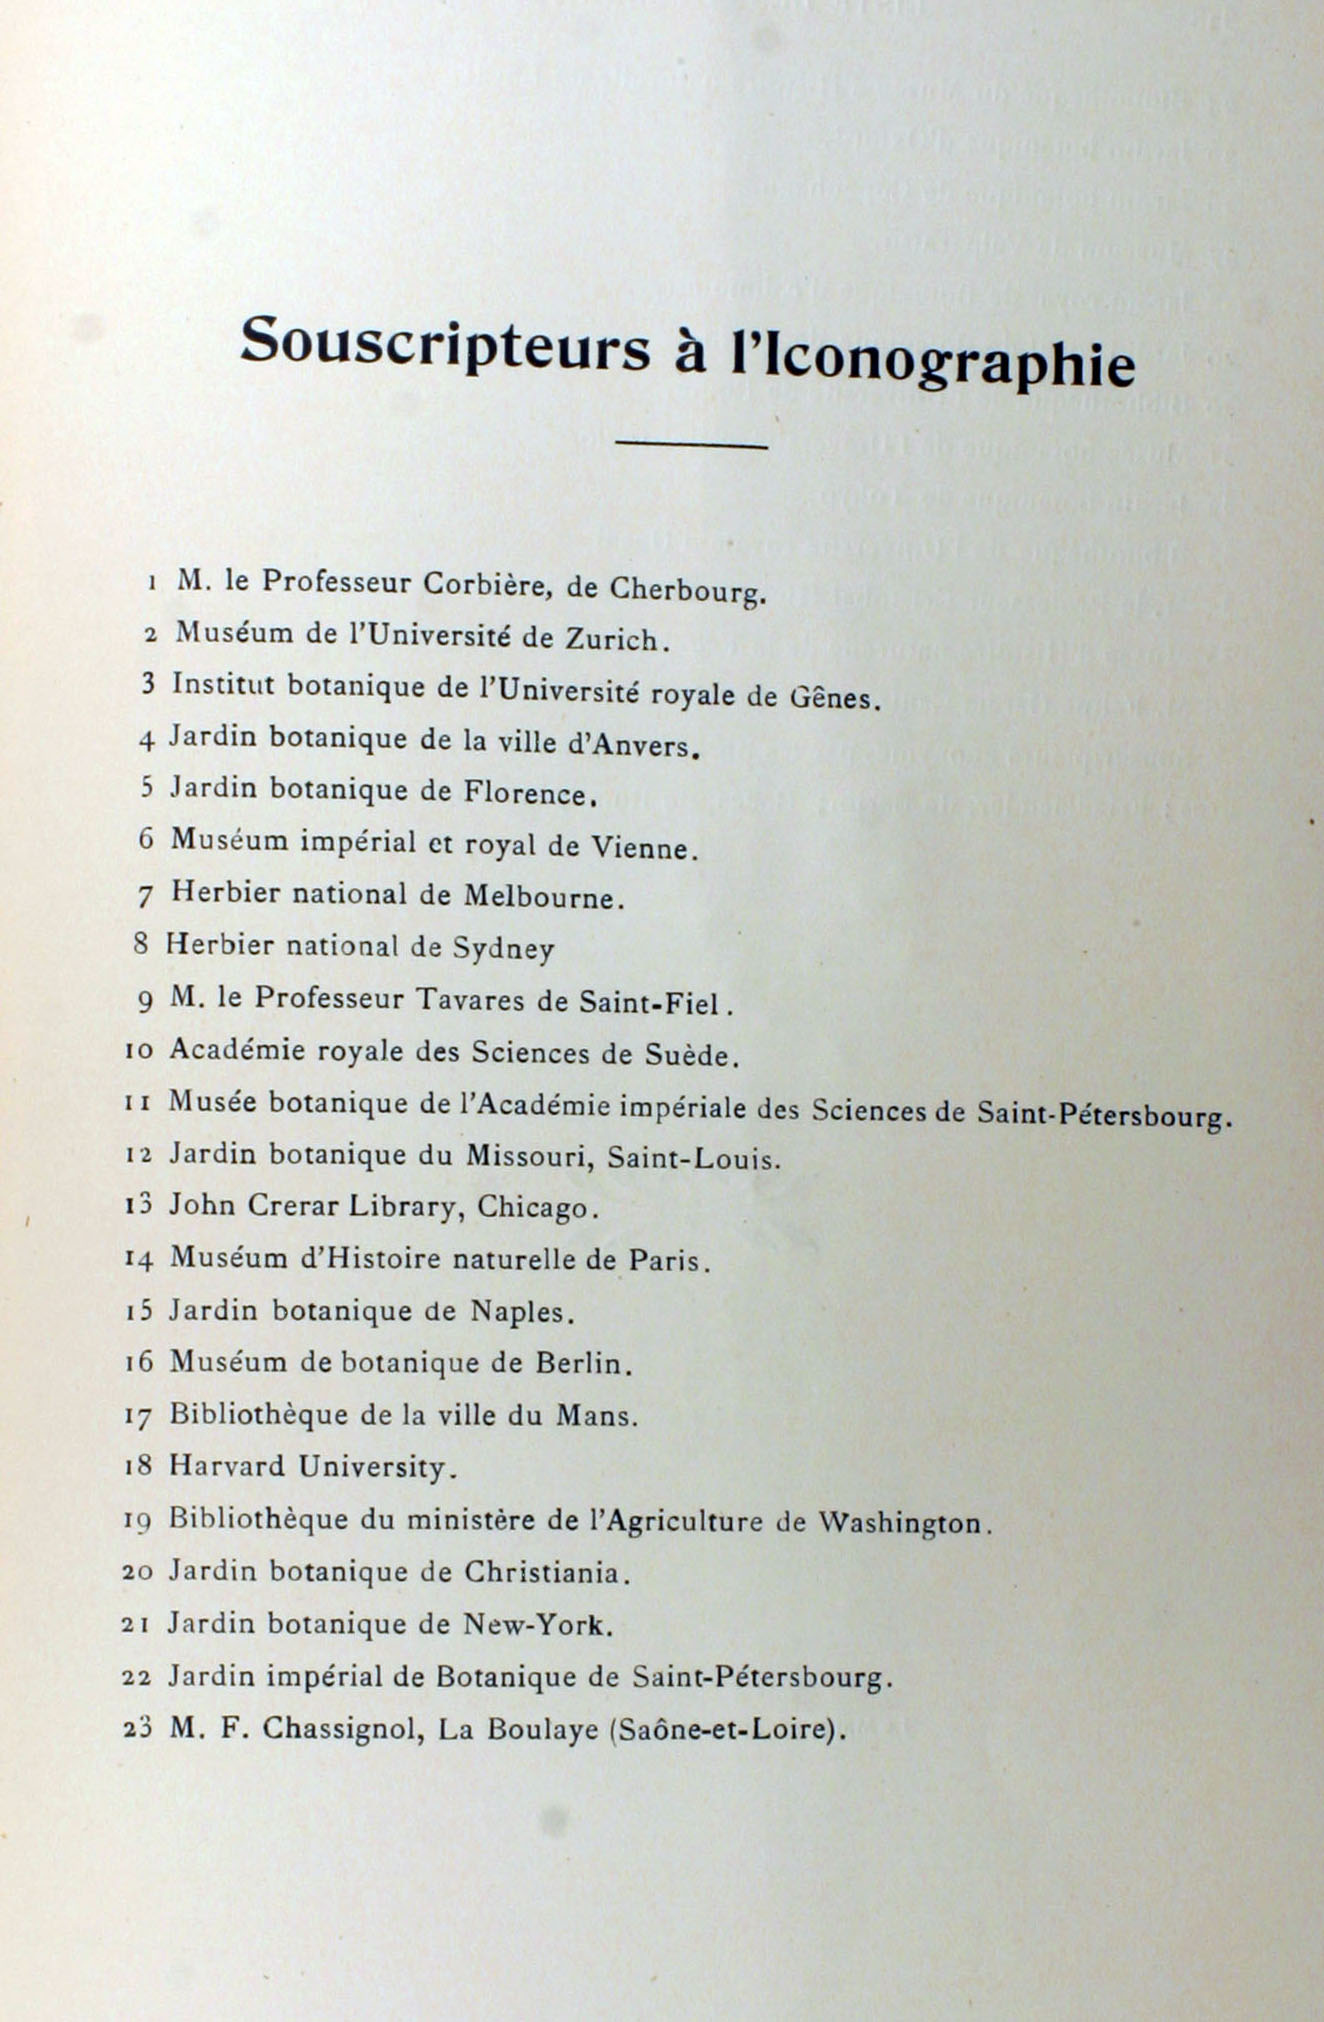 Souscripteurs à l'Iconographie
1 M. le Professeur Corbière, de Cherbourg.
2 Muséum de l'Université de Zurich.
3 Institut botanique de l'Université royale de Gênes.
4 Jardin botanique de la ville d'Anvers.
5 Jardin botanique de Florence.
6 Muséum impérial et royal de Vienne.
7 Herbier national de Melbourne.
8 Herbier national de Sydney
9 M. le Professeur Tavares de Saint-Fiel.
10 Académie royale des Sciences de Suède.
11 Musée botanique de l'Académie impériale des Sciences de Saint-Pétersbourg.
12 Jardin botanique du Missouri, Saint-Louis.
13 John Crerar Library, Chicago.
14 Muséum d'Histoire naturelle de Paris.
15 Jardin botanique de Naples.
16 Muséum de botanique de Berlin.
17 Bibliothèque de la ville du Mans.
18 Harvard University.
19 Bibliothèque du ministère de l'Agriculture de Washington.
20 Jardin botanique de Christiania.
21 Jardin botanique de New-York.
22 Jardin impérial de Botanique de Saint-Pétersbourg.
23 M. F. Chassignol, La Boulaye (Saône-et-Loire).